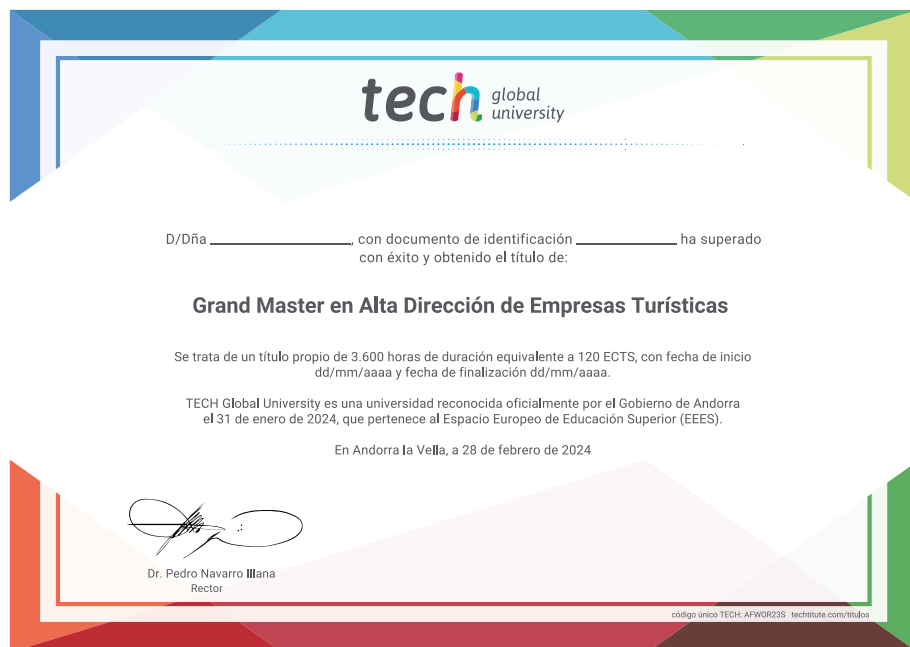 tech global university
D/Dña ____________, con documento de identificación ____________ ha superado
con éxito y obtenido el título de:
Grand Master en Alta Dirección de Empresas Turísticas
Se trata de un título propio de 3.600 horas de duración equivalente a 120 ECTS, con fecha de inicio
dd/mm/aaaa y fecha de finalización dd/mm/aaaa.
TECH Global University es una universidad reconocida oficialmente por el Gobierno de Andorra
el 31 de enero de 2024, que pertenece al Espacio Europeo de Educación Superior (EEES).
En Andorra la Vella, a 28 de febrero de 2024
Dr. Pedro Navarro Illana
Rector
código único TECH: AFWOR23S techtitute.com/titulos